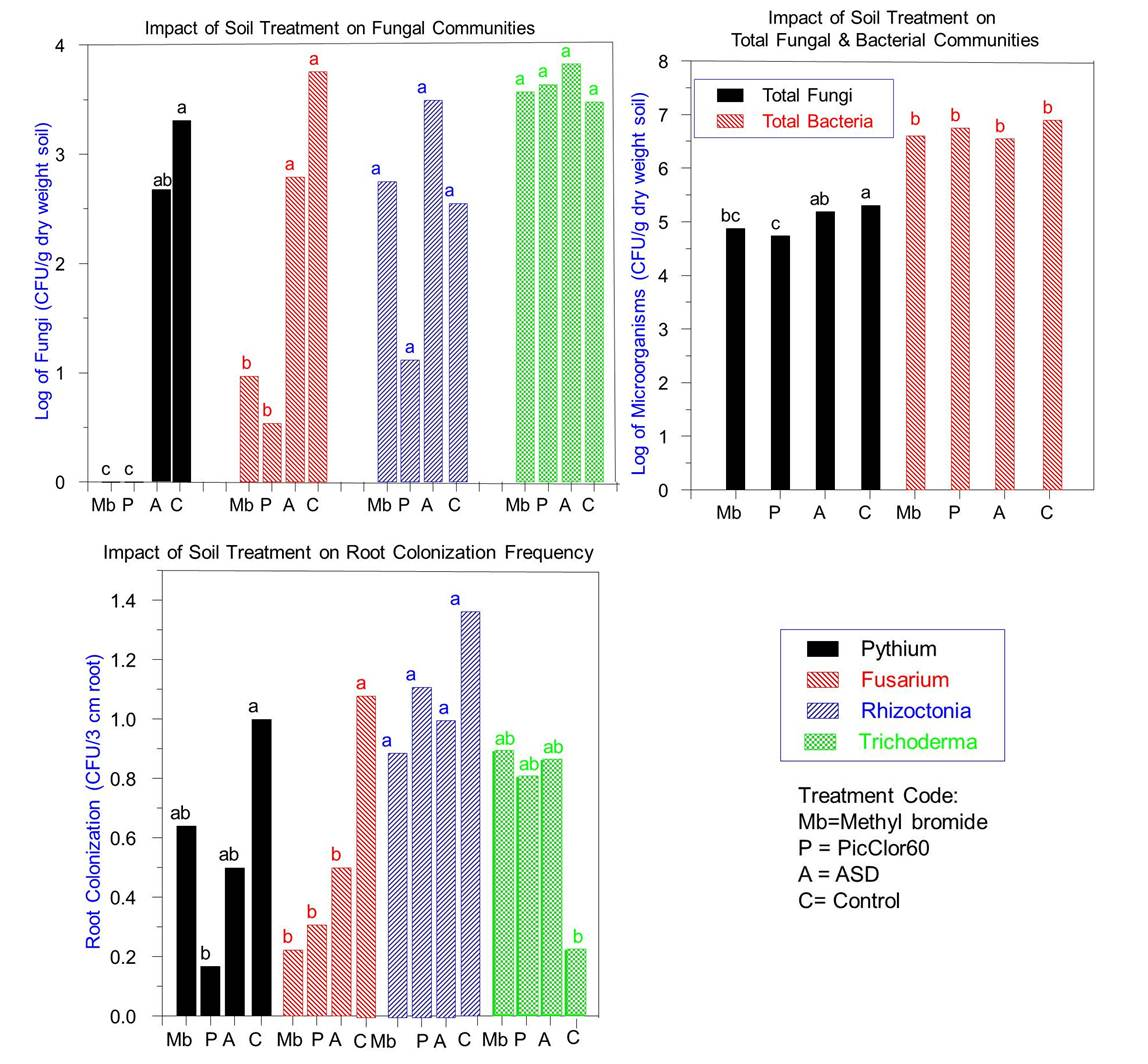 Impact of Soil Treatment on Fungal Communities
Log of Fungi (CFU/g dry weight soil)
4
3
2
1
0
c c ab a
b b a a
a a a a
a a a a
Mb P A C Mb P A C Mb P A C Mb P A C
Impact of Soil Treatment on
Total Fungal & Bacterial Communities
Log of Microorganisms (CFU/g dry weight soil)
8
7
6
5
4
3
2
1
0
Total Fungi
Total Bacteria
bc c ab a
b b b b
Mb P A C Mb P A C
Impact of Soil Treatment on Root Colonization Frequency
Root Colonization (CFU/3 cm root)
1.4
1.2
1.0
0.8
0.6
0.4
0.2
0.0
ab b ab a
b b b a
a a a a
ab ab ab b
Mb P A C Mb P A C Mb P A C Mb P A C
Pythium
Fusarium
Rhizoctonia
Trichoderma
Treatment Code:
Mb=Methyl bromide
P = PicClor60
A = ASD
C= Control